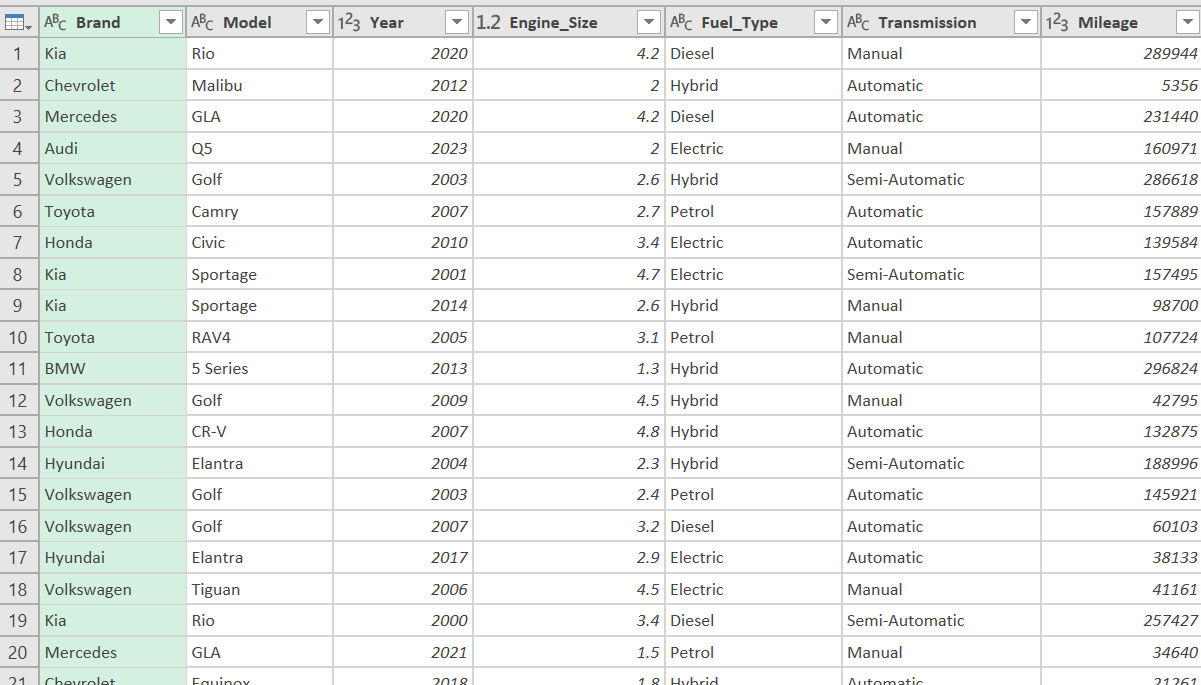 ABC Brand ABC Model 123 Year 1.2 Engine_Size ABC Fuel_Type ABC Transmission 123 Mileage
1 Kia Rio 2020 4.2 Diesel Manual 289944
2 Chevrolet Malibu 2012 2 Hybrid Automatic 5356
3 Mercedes GLA 2020 4.2 Diesel Automatic 231440
4 Audi Q5 2023 2 Electric Manual 160971
5 Volkswagen Golf 2003 2.6 Hybrid Semi-Automatic 286618
6 Toyota Camry 2007 2.7 Petrol Automatic 157889
7 Honda Civic 2010 3.4 Electric Automatic 139584
8 Kia Sportage 2001 4.7 Electric Semi-Automatic 157495
9 Kia Sportage 2014 2.6 Hybrid Manual 98700
10 Toyota RAV4 2005 3.1 Petrol Manual 107724
11 BMW 5 Series 2013 1.3 Hybrid Automatic 296824
12 Volkswagen Golf 2009 4.5 Hybrid Manual 42795
13 Honda CR-V 2007 4.8 Hybrid Automatic 132875
14 Hyundai Elantra 2004 2.3 Hybrid Semi-Automatic 188996
15 Volkswagen Golf 2003 2.4 Petrol Automatic 145921
16 Volkswagen Golf 2007 3.2 Diesel Automatic 60103
17 Hyundai Elantra 2017 2.9 Electric Automatic 38133
18 Volkswagen Tiguan 2006 4.5 Electric Manual 41161
19 Kia Rio 2000 3.4 Diesel Semi-Automatic 257427
20 Mercedes GLA 2021 1.5 Petrol Manual 34640
21 Chevrolet Equinox 2018 1.8 Hybrid Automatic 21261